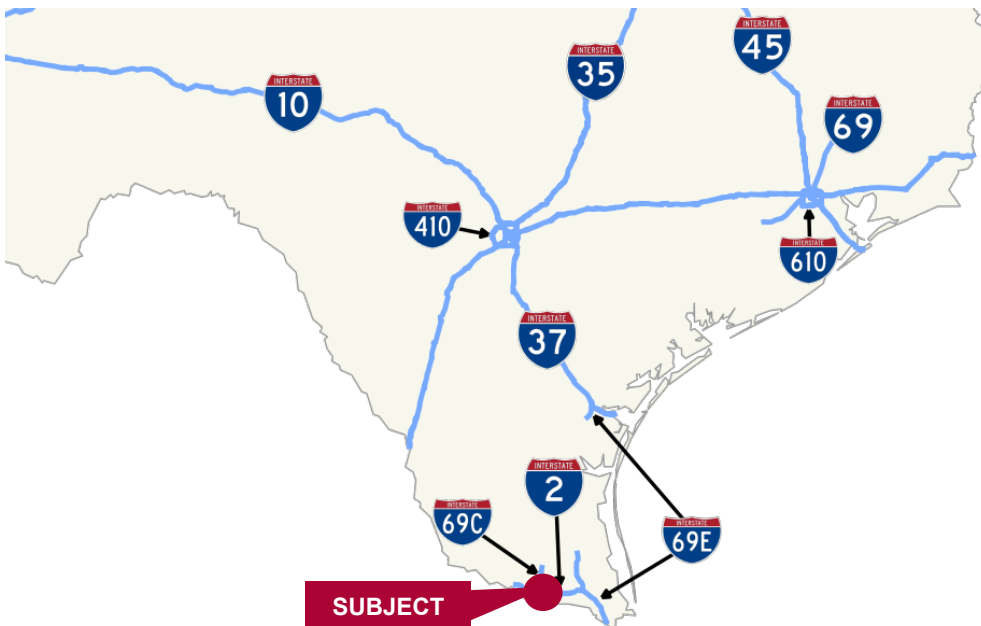 INTERSTATE
45
INTERSTATE
35
INTERSTATE
10
INTERSTATE
69
INTERSTATE
410
INTERSTATE
610
INTERSTATE
37
INTERSTATE
2
INTERSTATE
69C
INTERSTATE
69E
SUBJECT